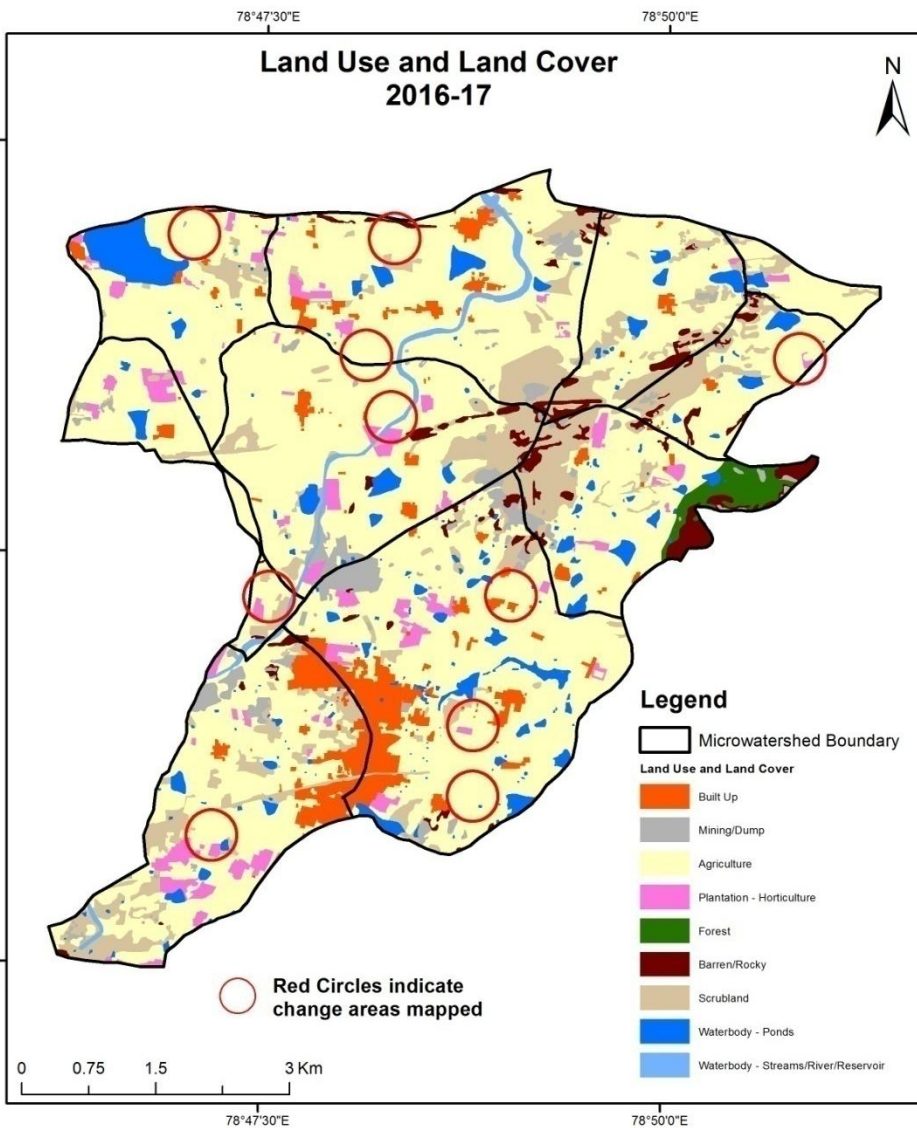 78°47'30"E
78°50'0"E
Land Use and Land Cover
2016-17
N
Legend
Microwatershed Boundary
Land Use and Land Cover
Built Up
Mining/Dump
Agriculture
Plantation - Horticulture
Forest
Barren/Rocky
Scrubland
Waterbody - Ponds
Waterbody - Streams/River/Reservoir
Red Circles indicate
change areas mapped
0 0.75 1.5 3 Km
78°47'30"E
78°50'0"E